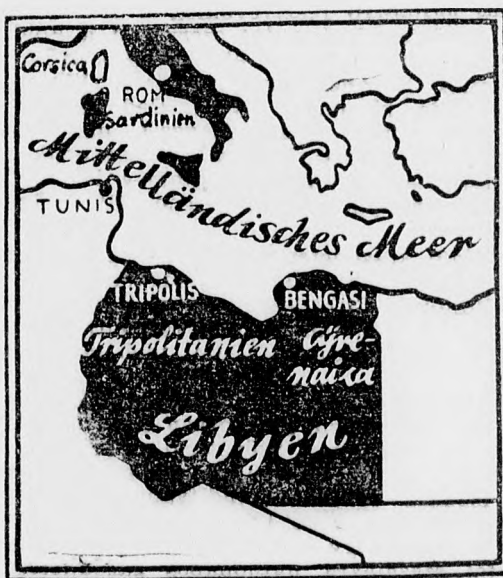 Corsica
ROM
Sardinien
Mittelländisches Meer
TUNIS
TRIPOLIS
BENGASI
Tripolitanien
Cyre-
naica
Libyen